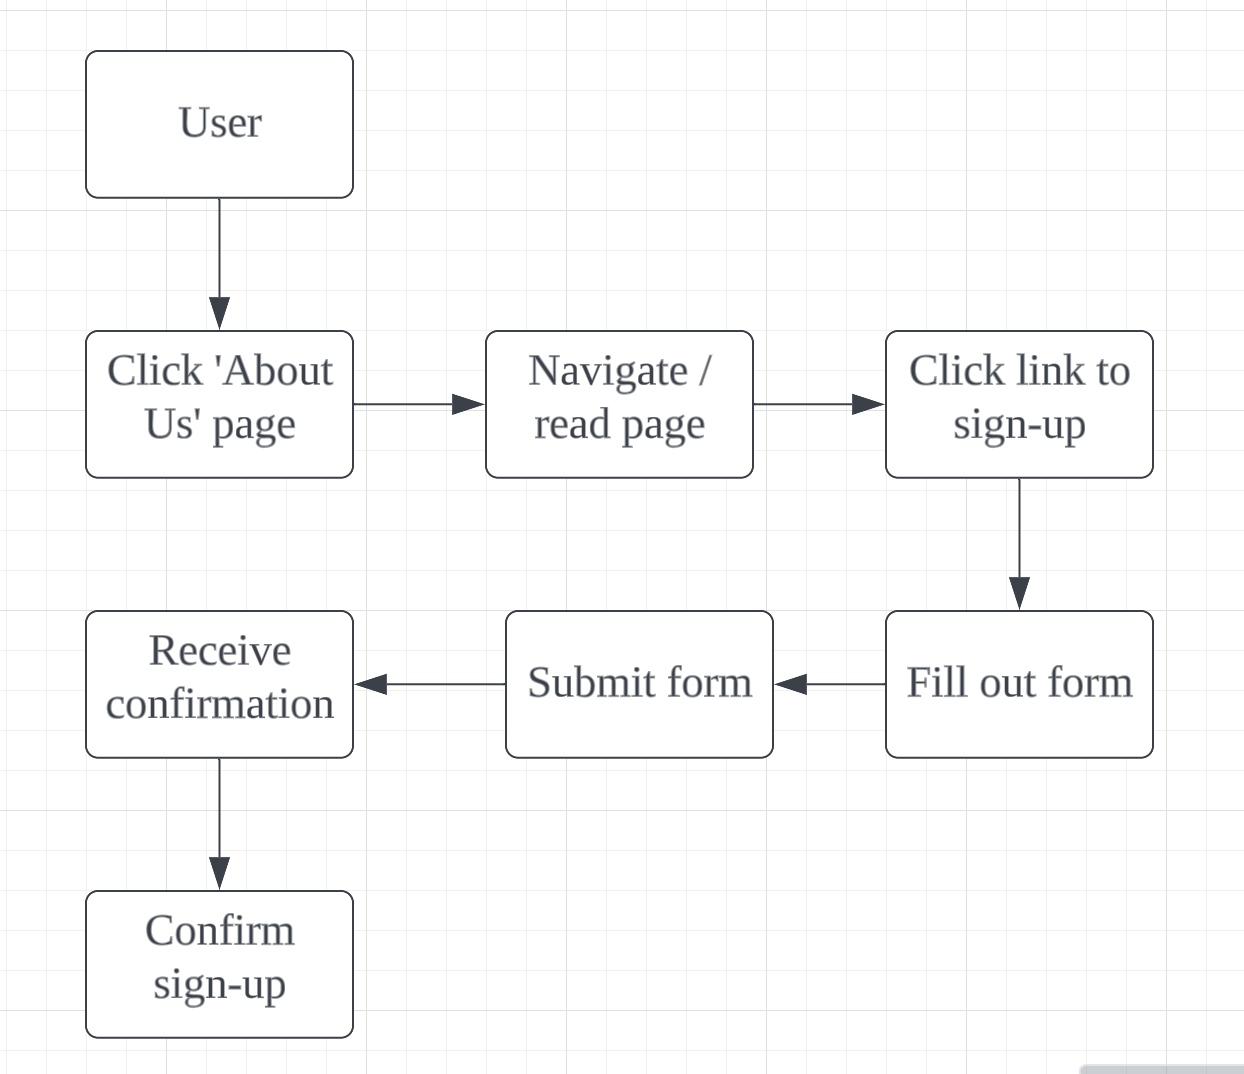 User
Click 'About
Us' page
Navigate /
read page
Click link to
sign-up
Fill out form
Submit form
Receive
confirmation
Confirm
sign-up